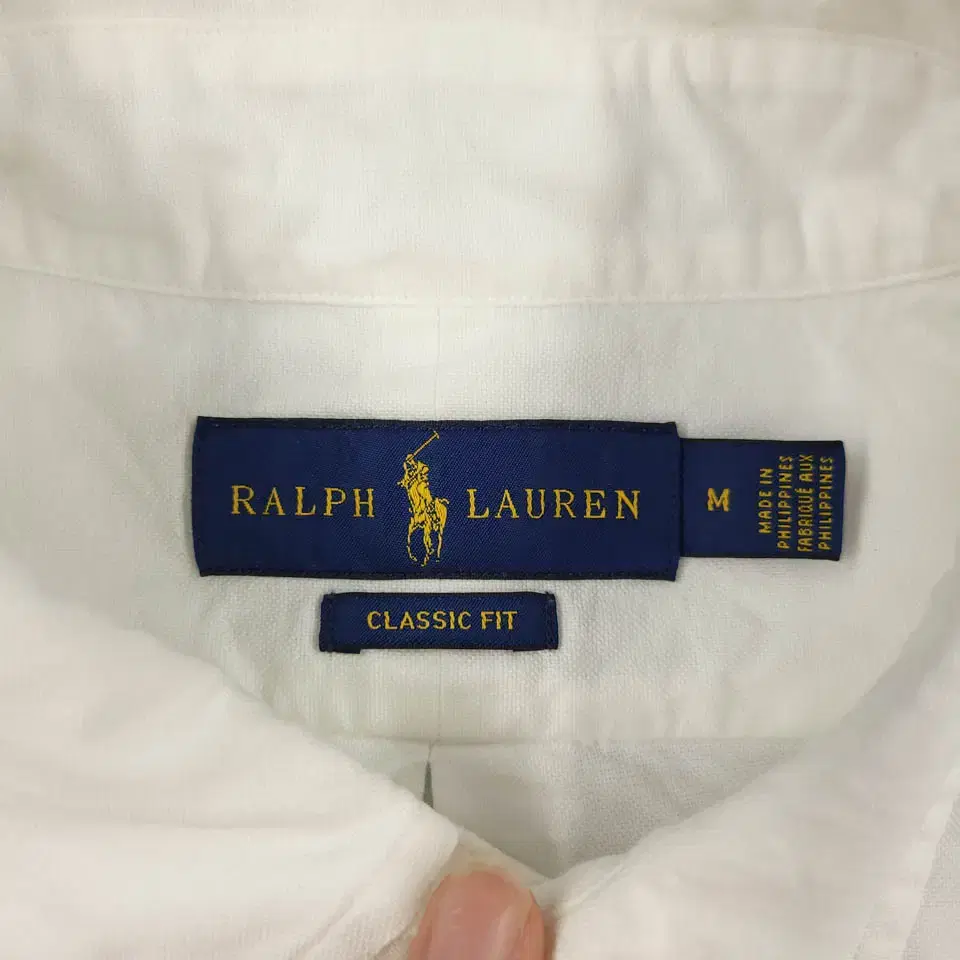 RALPH LAUREN
M
MADE IN
PHILIPPINES
FABRIQUÉ AUX
PHILIPPINES
CLASSIC FIT